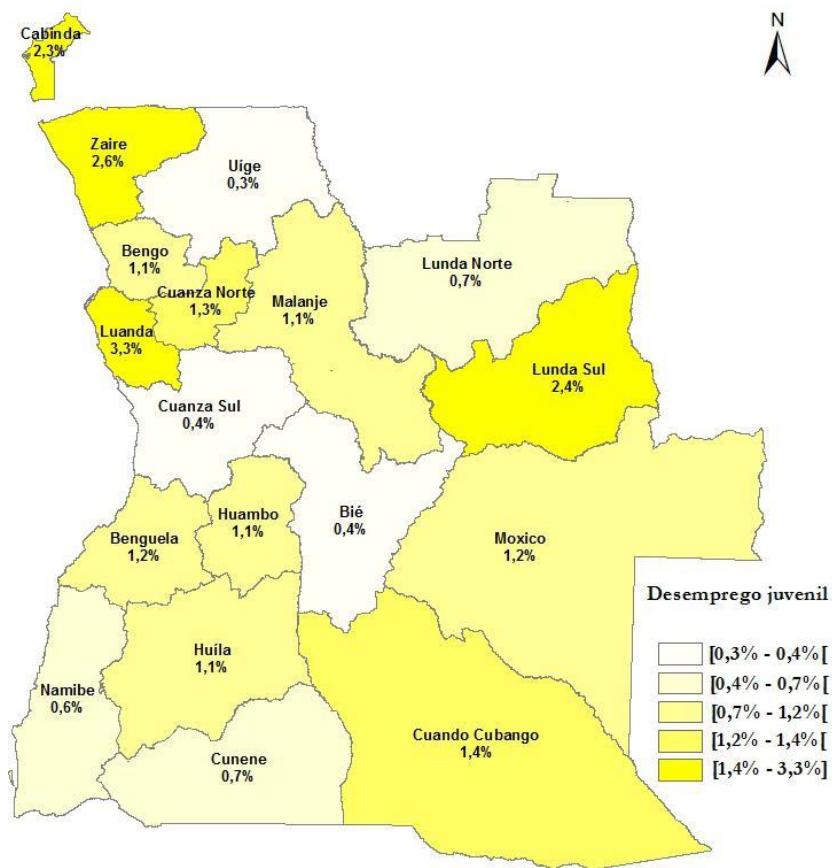 N
Cabinda
2,3%
Zaire
2,6%
Uíge
0,3%
Bengo
1,1%
Cuanza Norte
1,3%
Malanje
1,1%
Lunda Norte
0,7%
Luanda
3,3%
Lunda Sul
2,4%
Cuanza Sul
0,4%
Huambo
1,1%
Bié
0,4%
Benguela
1,2%
Moxico
1,2%
Huíla
1,1%
Namibe
0,6%
Cunene
0,7%
Cuando Cubango
1,4%
Desemprego juvenil
[0,3% - 0,4%[
[0,4% - 0,7%[
[0,7% - 1,2%[
[1,2% - 1,4%[
[1,4% - 3,3%]